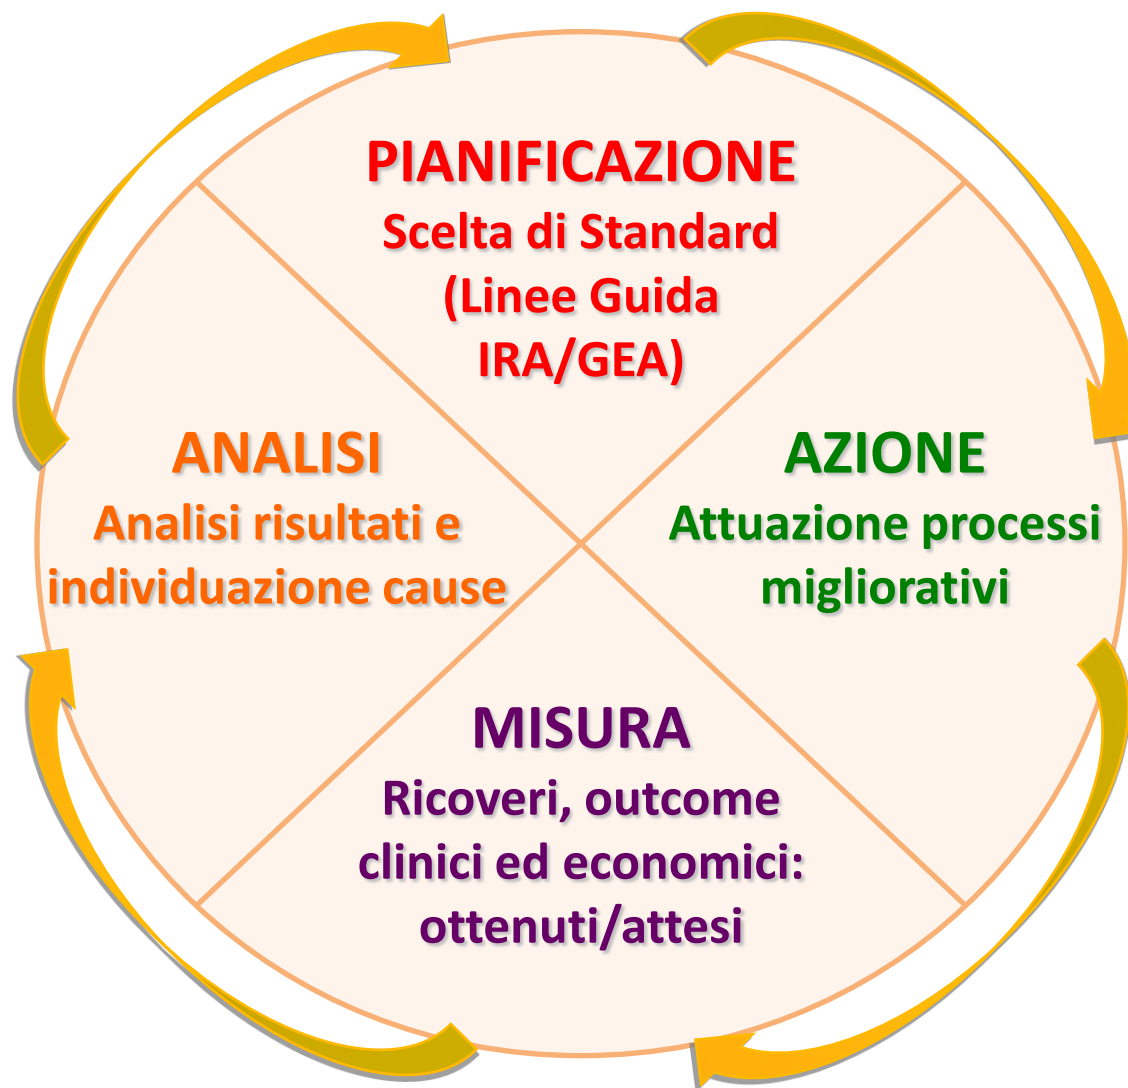 PIANIFICAZIONE
Scelta di Standard
(Linee Guida
IRA/GEA)
ANALISI
Analisi risultati e
individuazione cause
AZIONE
Attuazione processi
migliorativi
MISURA
Ricoveri, outcome
clinici ed economici:
ottenuti/attesi